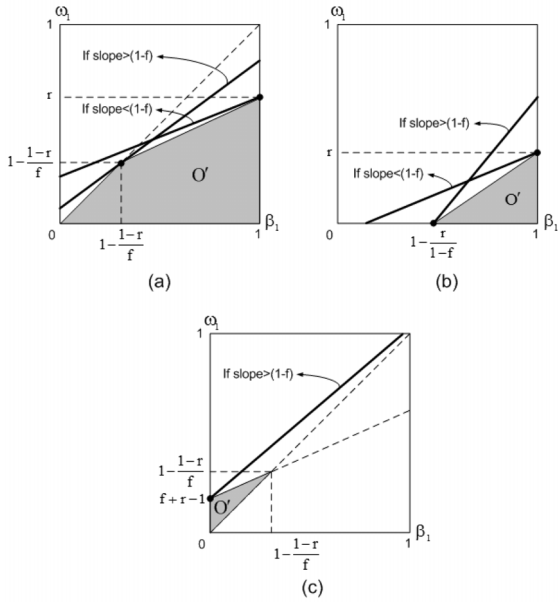 ω₁
1
If slope>(1-f)
r
If slope<(1-f)
1-(1-r)/f
O′
0
1-(1-r)/f
1
β₁
(a)
ω₁
1
If slope>(1-f)
r
If slope<(1-f)
O′
0
1-r/(1-f)
1
β₁
(b)
ω₁
1
If slope>(1-f)
1-(1-r)/f
f+r-1
O′
0
1-(1-r)/f
1
β₁
(c)